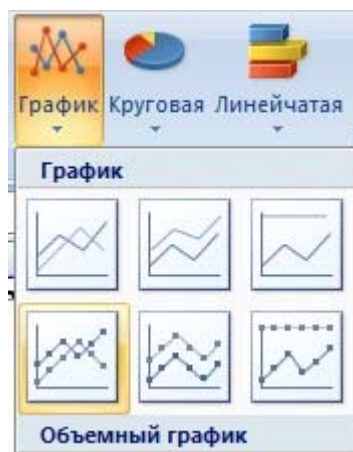 График Круговая Линейчатая
График
Объемный график